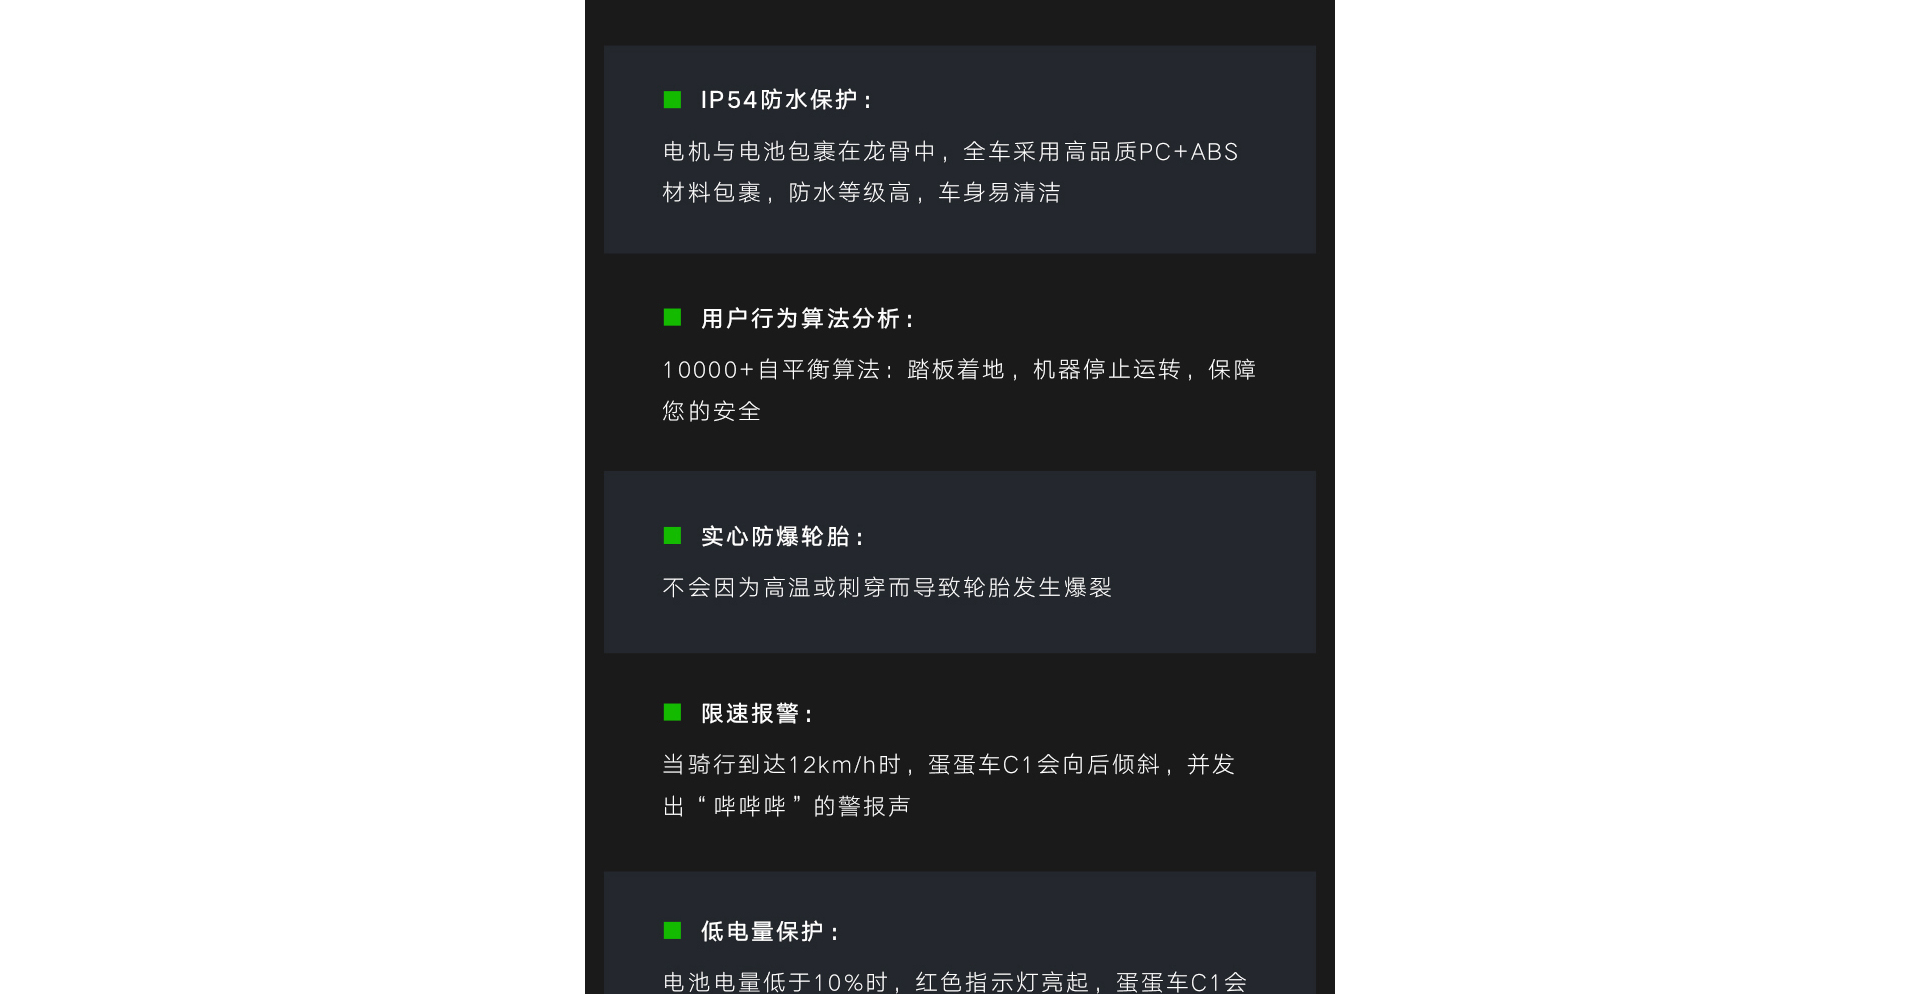 IP54防水保护：
电机与电池包裹在龙骨中，全车采用高品质PC+ABS
材料包裹，防水等级高，车身易清洁
用户行为算法分析：
10000+自平衡算法：踏板着地，机器停止运转，保障
您的安全
实心防爆轮胎：
不会因为高温或刺穿而导致轮胎发生爆裂
限速报警：
当骑行到达12km/h时，蛋蛋车C1会向后倾斜，并发
出“哔哔哔”的警报声
低电量保护：
电池电量低于10%时，红色指示灯亮起，蛋蛋车C1会